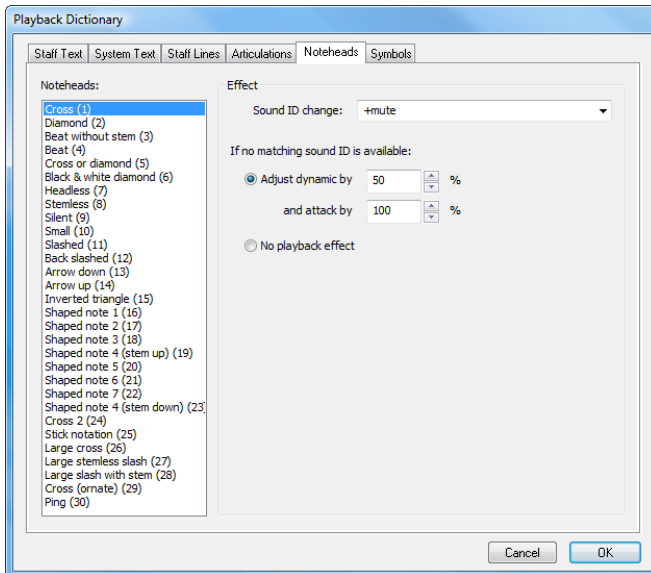 Playback Dictionary
Staff Text System Text Staff Lines Articulations Noteheads Symbols
Noteheads:
Cross (1)
Diamond (2)
Beat without stem (3)
Beat (4)
Cross or diamond (5)
Black & white diamond (6)
Headless (7)
Stemless (8)
Silent (9)
Small (10)
Slashed (11)
Back slashed (12)
Arrow down (13)
Arrow up (14)
Inverted triangle (15)
Shaped note 1 (16)
Shaped note 2 (17)
Shaped note 3 (18)
Shaped note 4 (stem up) (19)
Shaped note 5 (20)
Shaped note 6 (21)
Shaped note 7 (22)
Shaped note 4 (stem down) (23)
Cross 2 (24)
Stick notation (25)
Large cross (26)
Large stemless slash (27)
Large slash with stem (28)
Cross (ornate) (29)
Ping (30)
Effect
Sound ID change: +mute
If no matching sound ID is available:
Adjust dynamic by 50 %
and attack by 100 %
No playback effect
Cancel OK